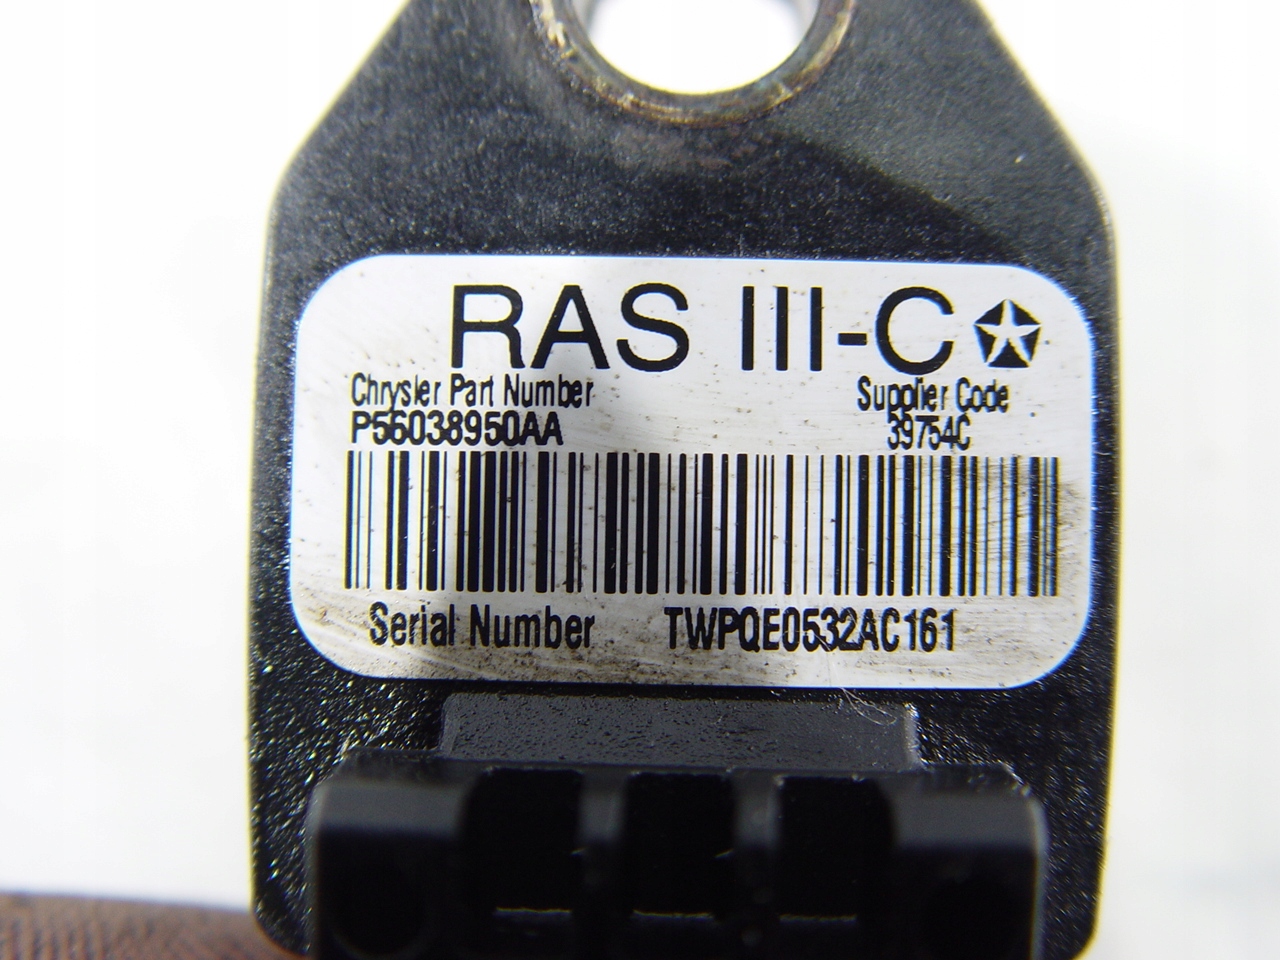 RAS III-C
Chrysler Part Number Supplier Code
P56038950AA 39754C
Serial Number TWPQE0532AC161